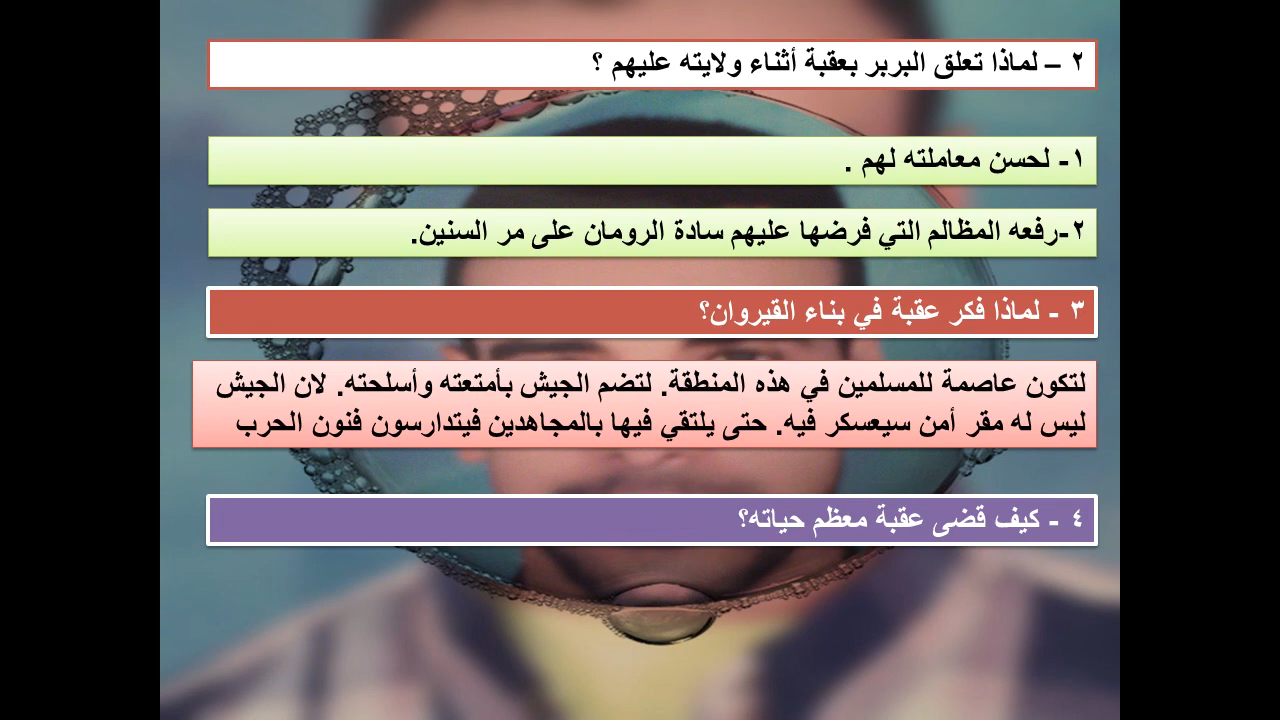 ٢ – لماذا تعلق البربر بعقبة أثناء ولايته عليهم ؟
١- لحسن معاملته لهم .
٢-رفعه المظالم التي فرضها عليهم سادة الرومان على مر السنين.
٣ - لماذا فكر عقبة في بناء القيروان؟
لتكون عاصمة للمسلمين في هذه المنطقة. لتضم الجيش بأمتعته وأسلحته. لان الجيش
ليس له مقر أمن سيعسكر فيه. حتى يلتقي فيها بالمجاهدين فيتدارسون فنون الحرب
٤ - كيف قضى عقبة معظم حياته؟